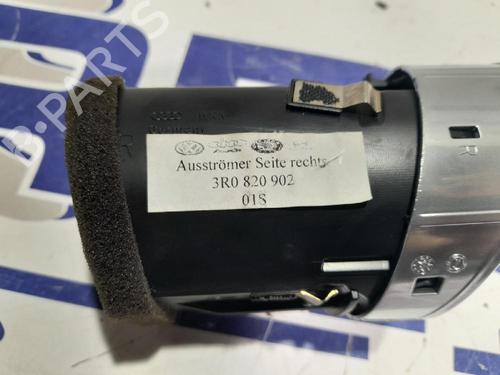 B-PARTS
R
R
Ausströmer Seite rechts
3R0 820 902
01S